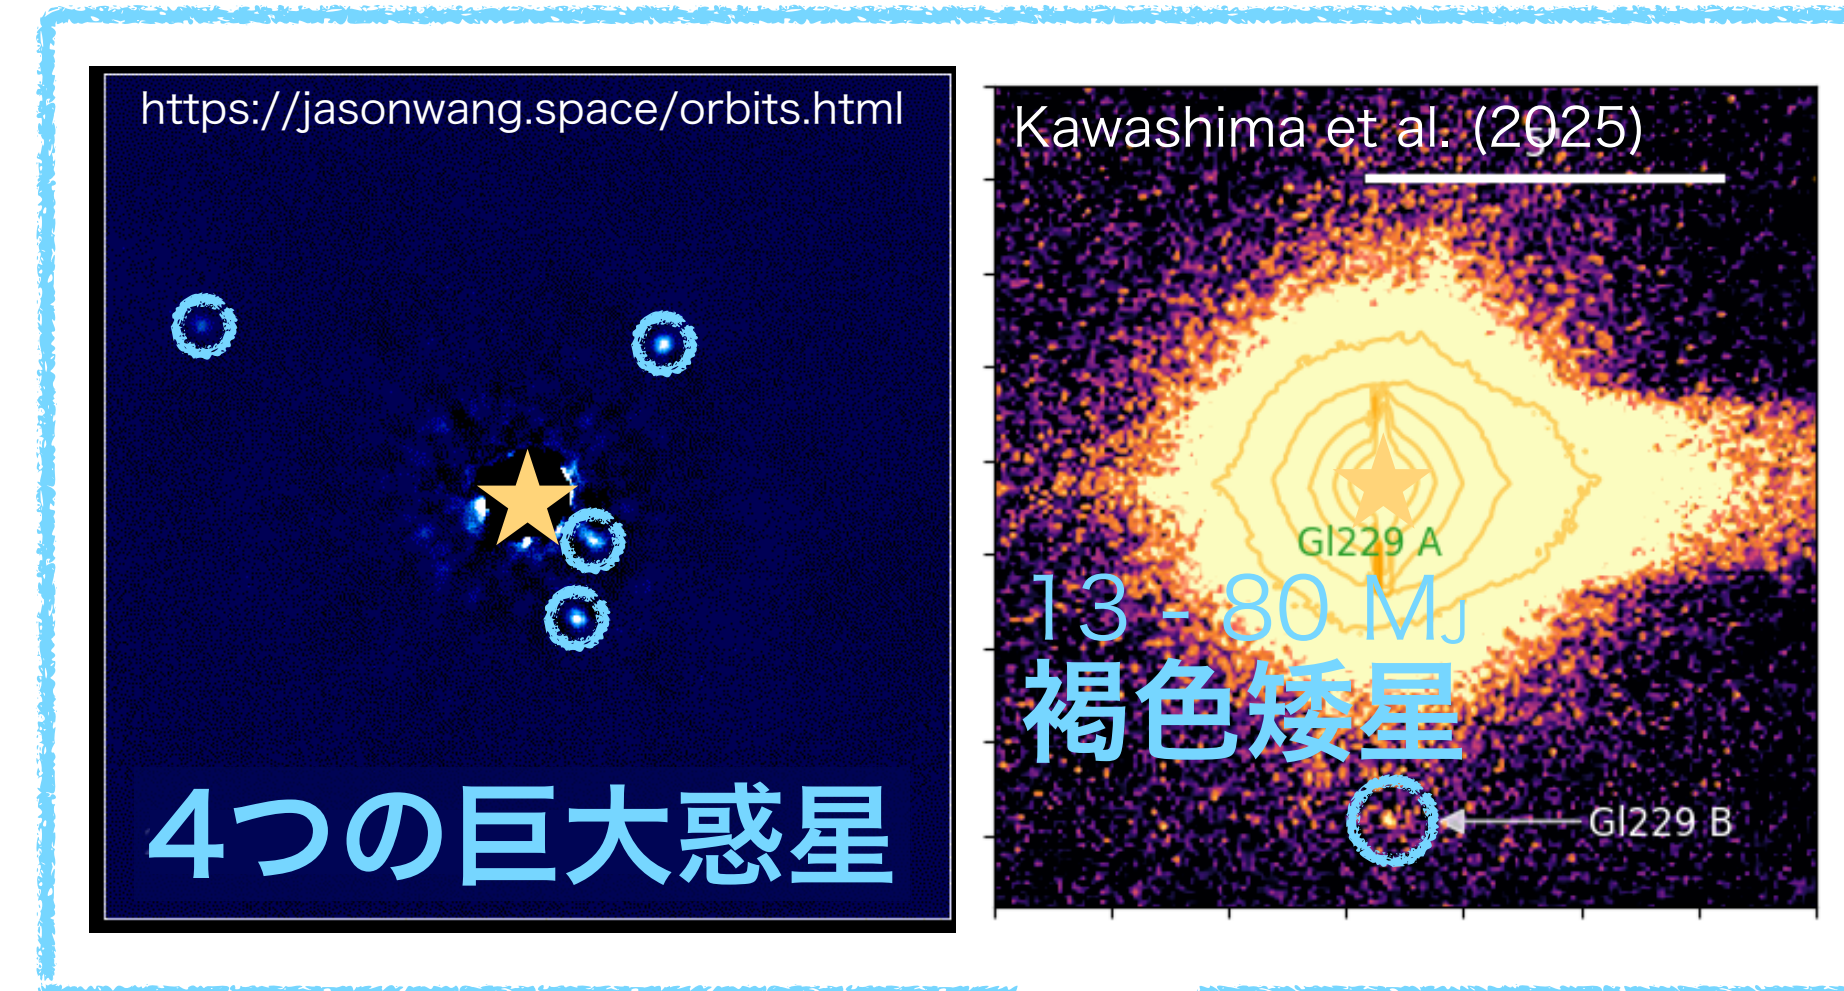 https://jasonwang.space/orbits.html
4つの巨大惑星
Kawashima et al. (2025)
Gl229 A
13 - 80 MJ
褐色矮星
Gl229 B